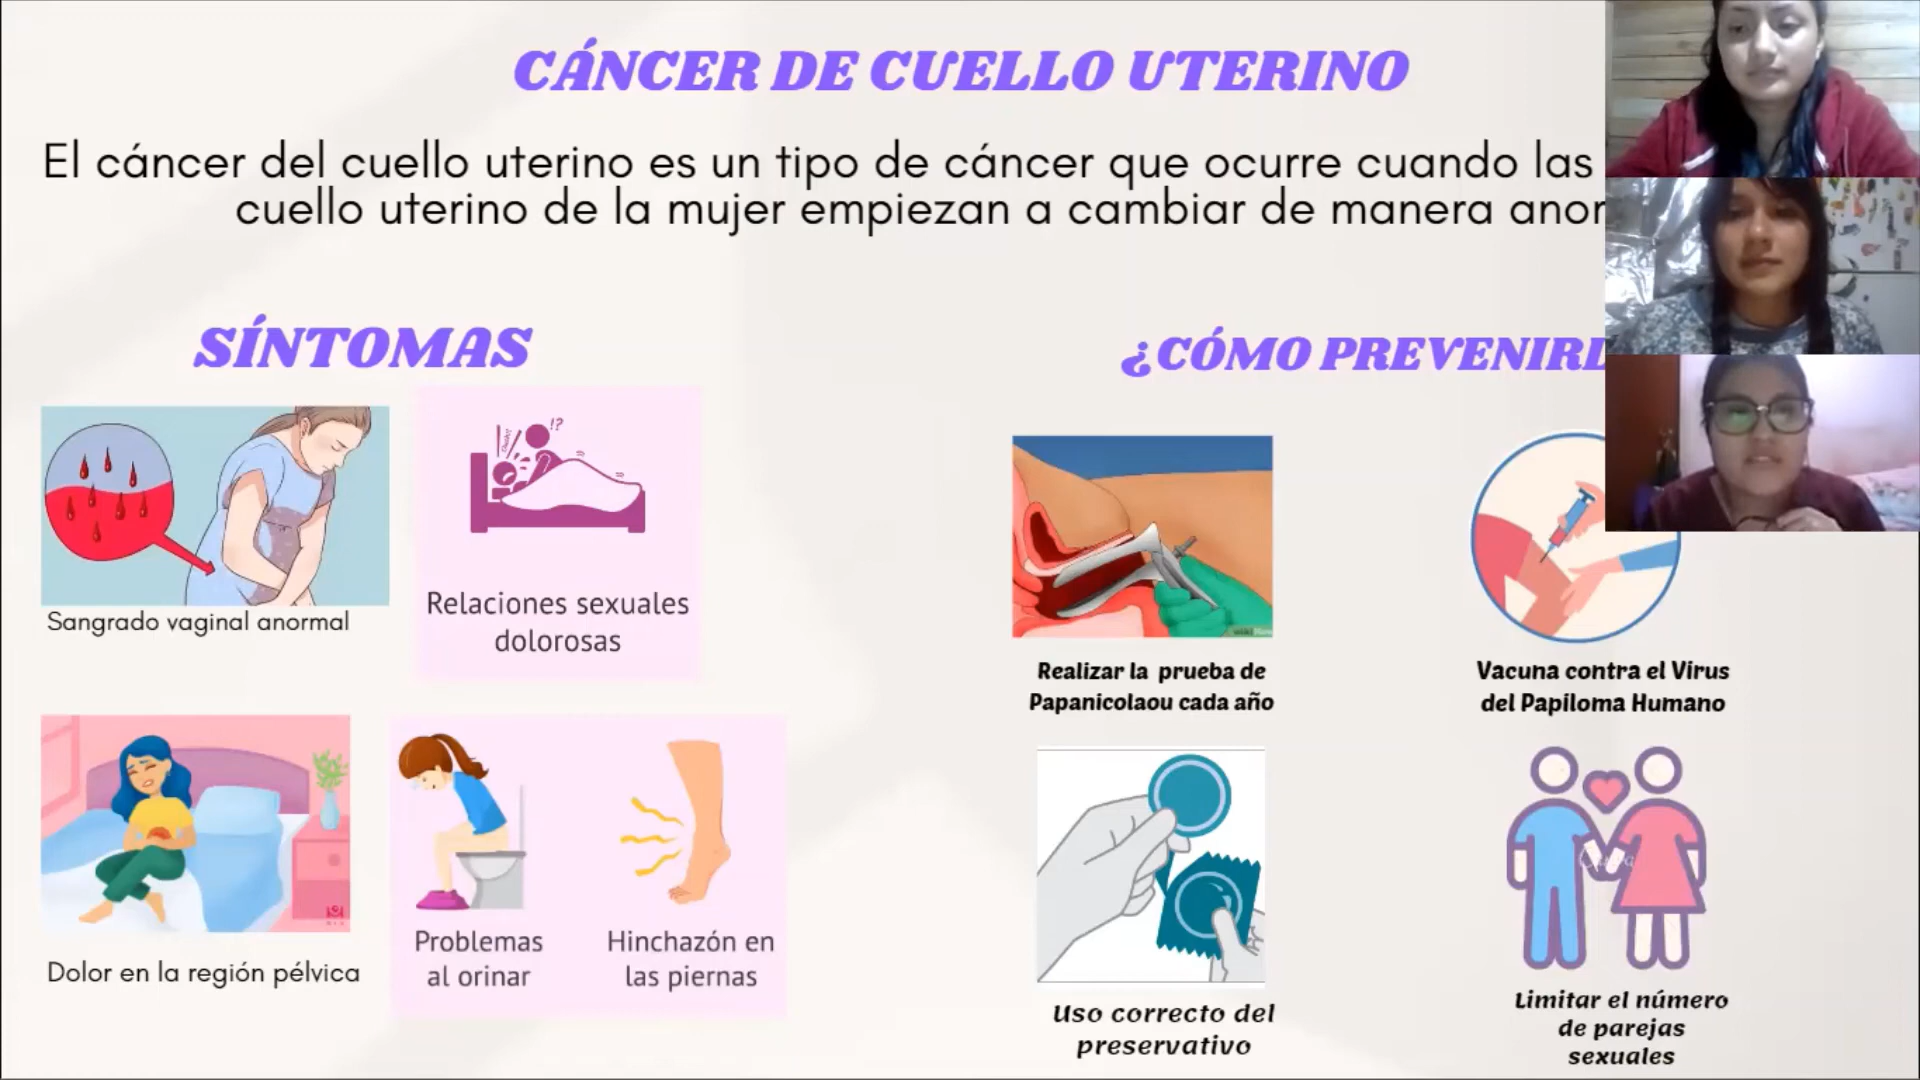 CÁNCER DE CUELLO UTERINO
El cáncer del cuello uterino es un tipo de cáncer que ocurre cuando las
cuello uterino de la mujer empiezan a cambiar de manera
SÍNTOMAS
¿CÓMO
!?
Sangrado vaginal anormal
Relaciones sexuales
dolorosas
Dolor en la región pélvica
Problemas
al orinar
Hinchazón en
las piernas
Realizar la prueba de
Papanicolaou cada año
Vacuna contra el Virus
del Papiloma Humano
Uso correcto del
preservativo
Limitar el número
de parejas
sexuales